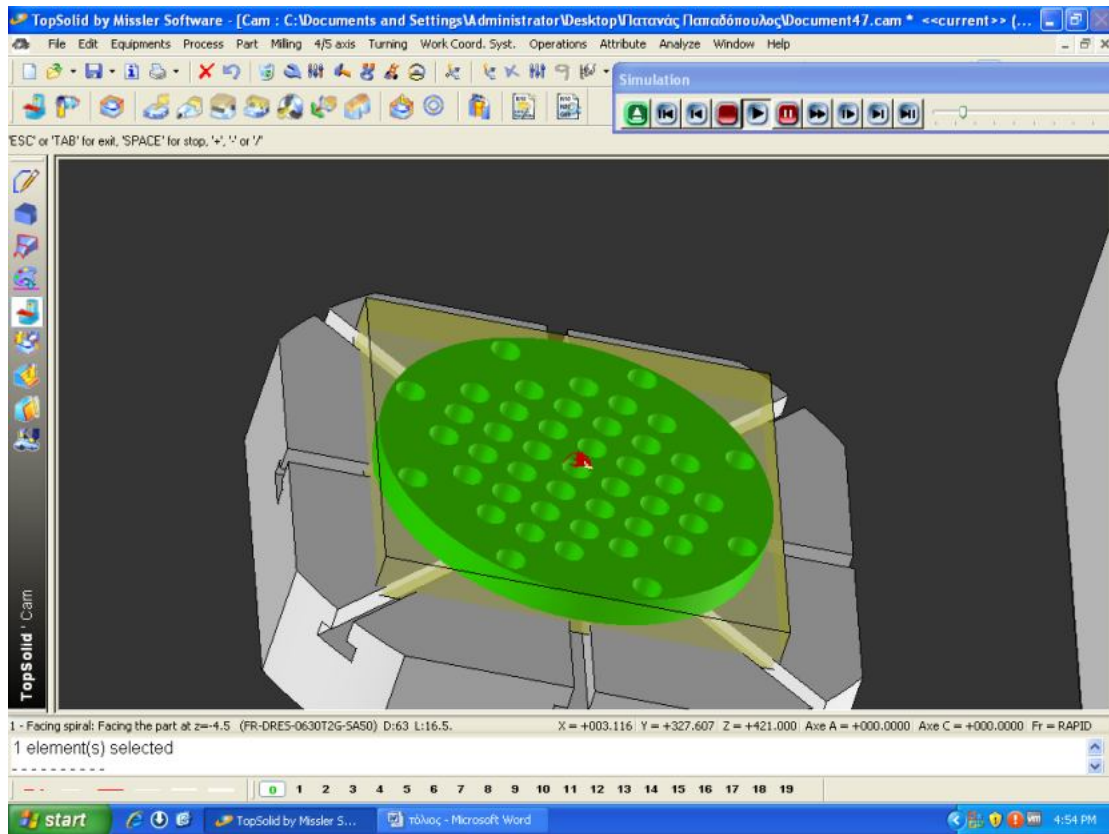 TopSolid by Missler Software - [Cam : C:\Documents and Settings\Administrator\Desktop\Πατανάς Παπαδόπουλος\Document47.cam * <<current>> (...
File Edit Equipments Process Part Milling 4/5 axis Turning Work Coord. Syst. Operations Attribute Analyze Window Help
Simulation
'ESC' or 'TAB' for exit, 'SPACE' for stop, '+', '-' or '/'
TopSolid'Cam
1 - Facing spiral: Facing the part at z=-4.5 (FR-DRES-0630T2G-SA50) D:63 L:16.5. X = +003.116 Y = +327.607 Z = +421.000 Axe A = +000.0000 Axe C = +000.0000 Fr = RAPID
1 element(s) selected
0 1 2 3 4 5 6 7 8 9 10 11 12 13 14 15 16 17 18 19
start TopSolid by Missler S... τόλιος - Microsoft Word 4:54 PM